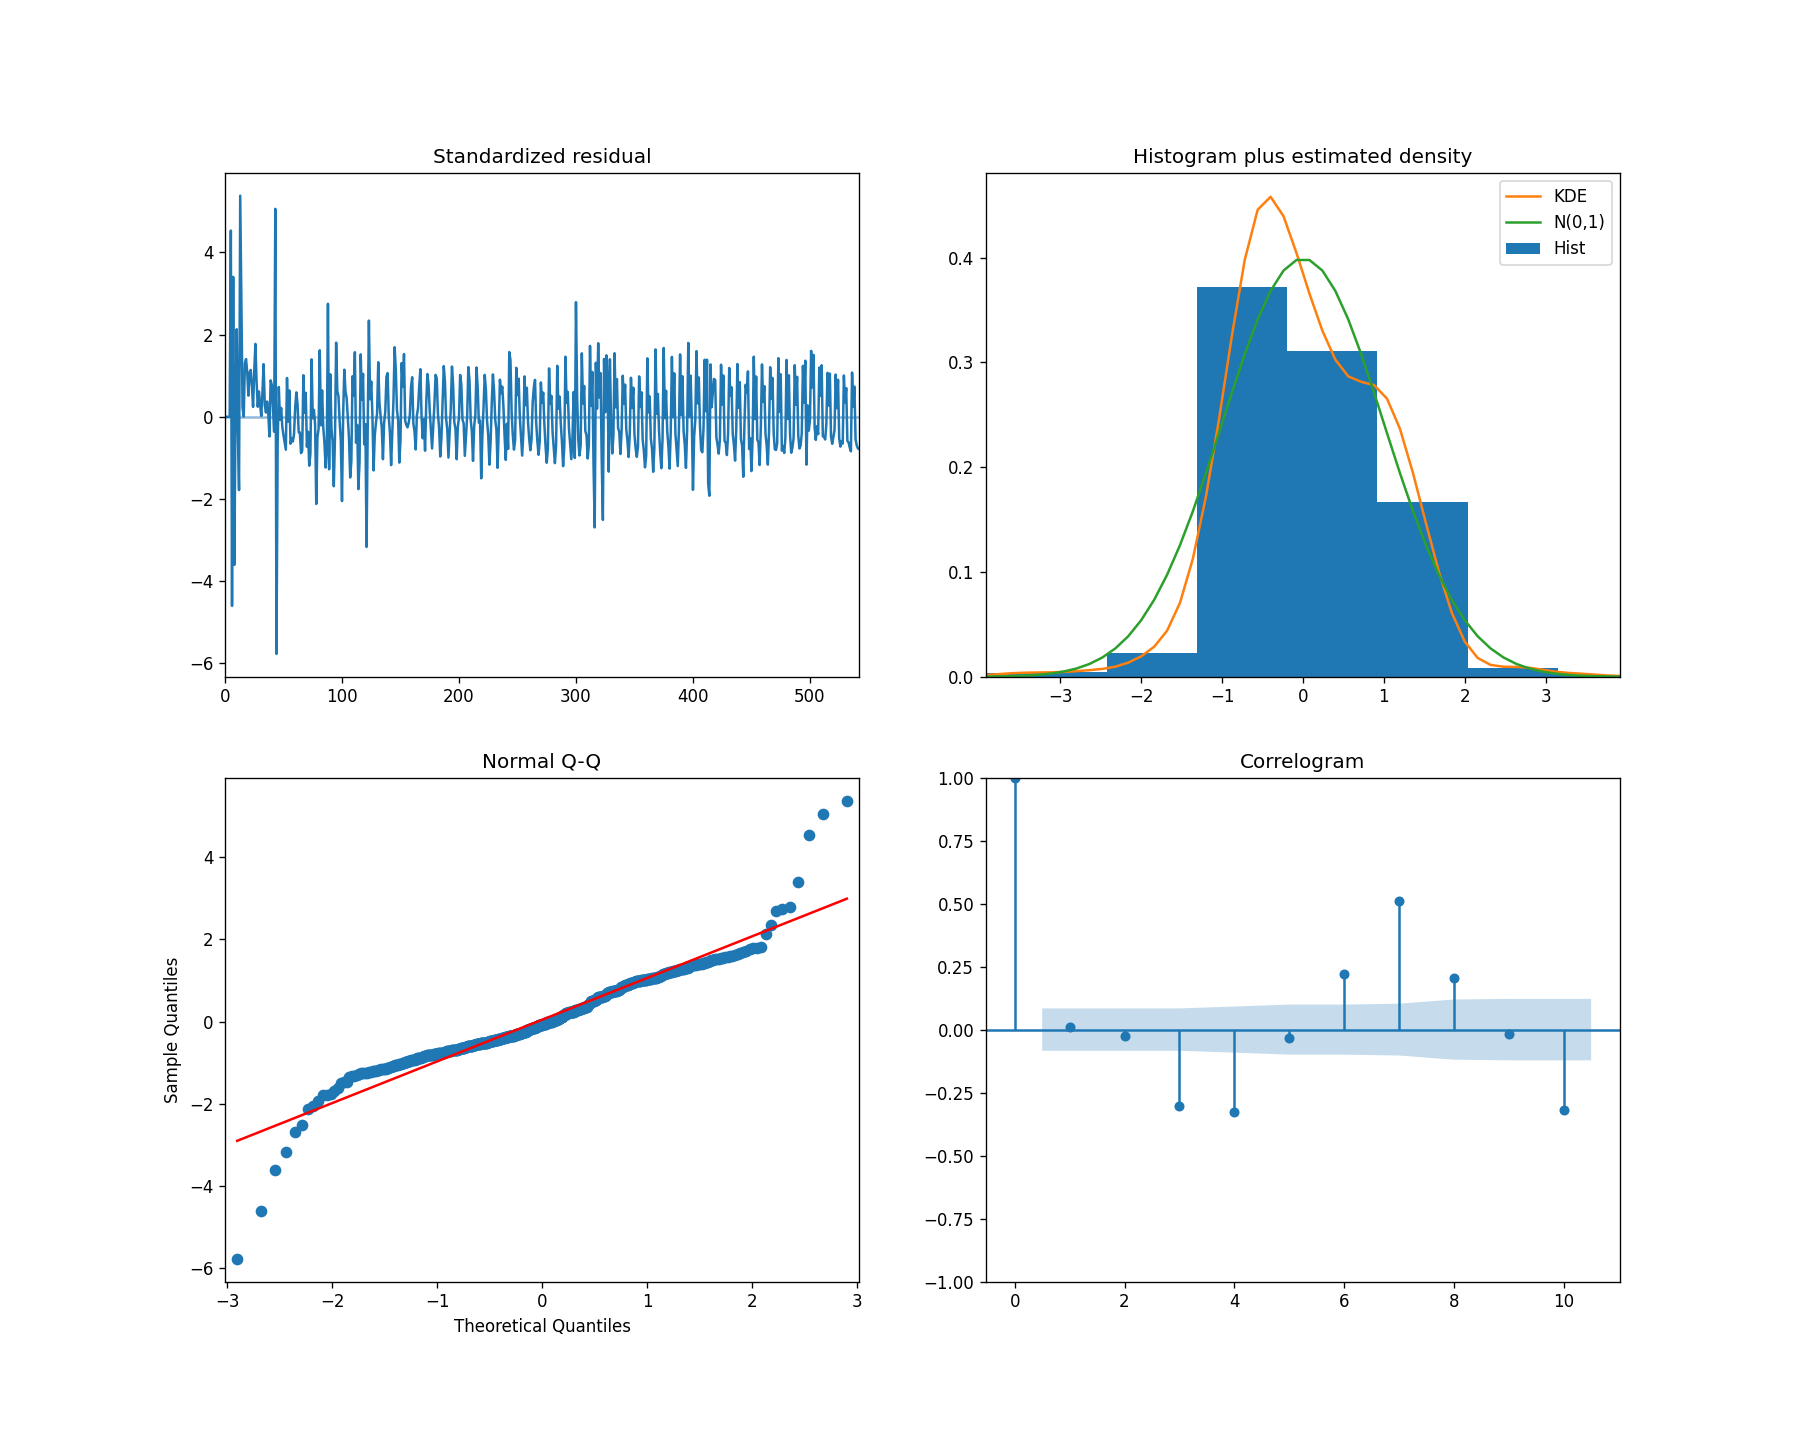 Standardized residual
4
2
0
−2
−4
−6
0 100 200 300 400 500
Histogram plus estimated density
KDE
N(0,1)
Hist
0.4
0.3
0.2
0.1
0.0
−3 −2 −1 0 1 2 3
Normal Q-Q
Sample Quantiles
4
2
0
−2
−4
−6
−3 −2 −1 0 1 2 3
Theoretical Quantiles
Correlogram
1.00
0.75
0.50
0.25
0.00
−0.25
−0.50
−0.75
−1.00
0 2 4 6 8 10